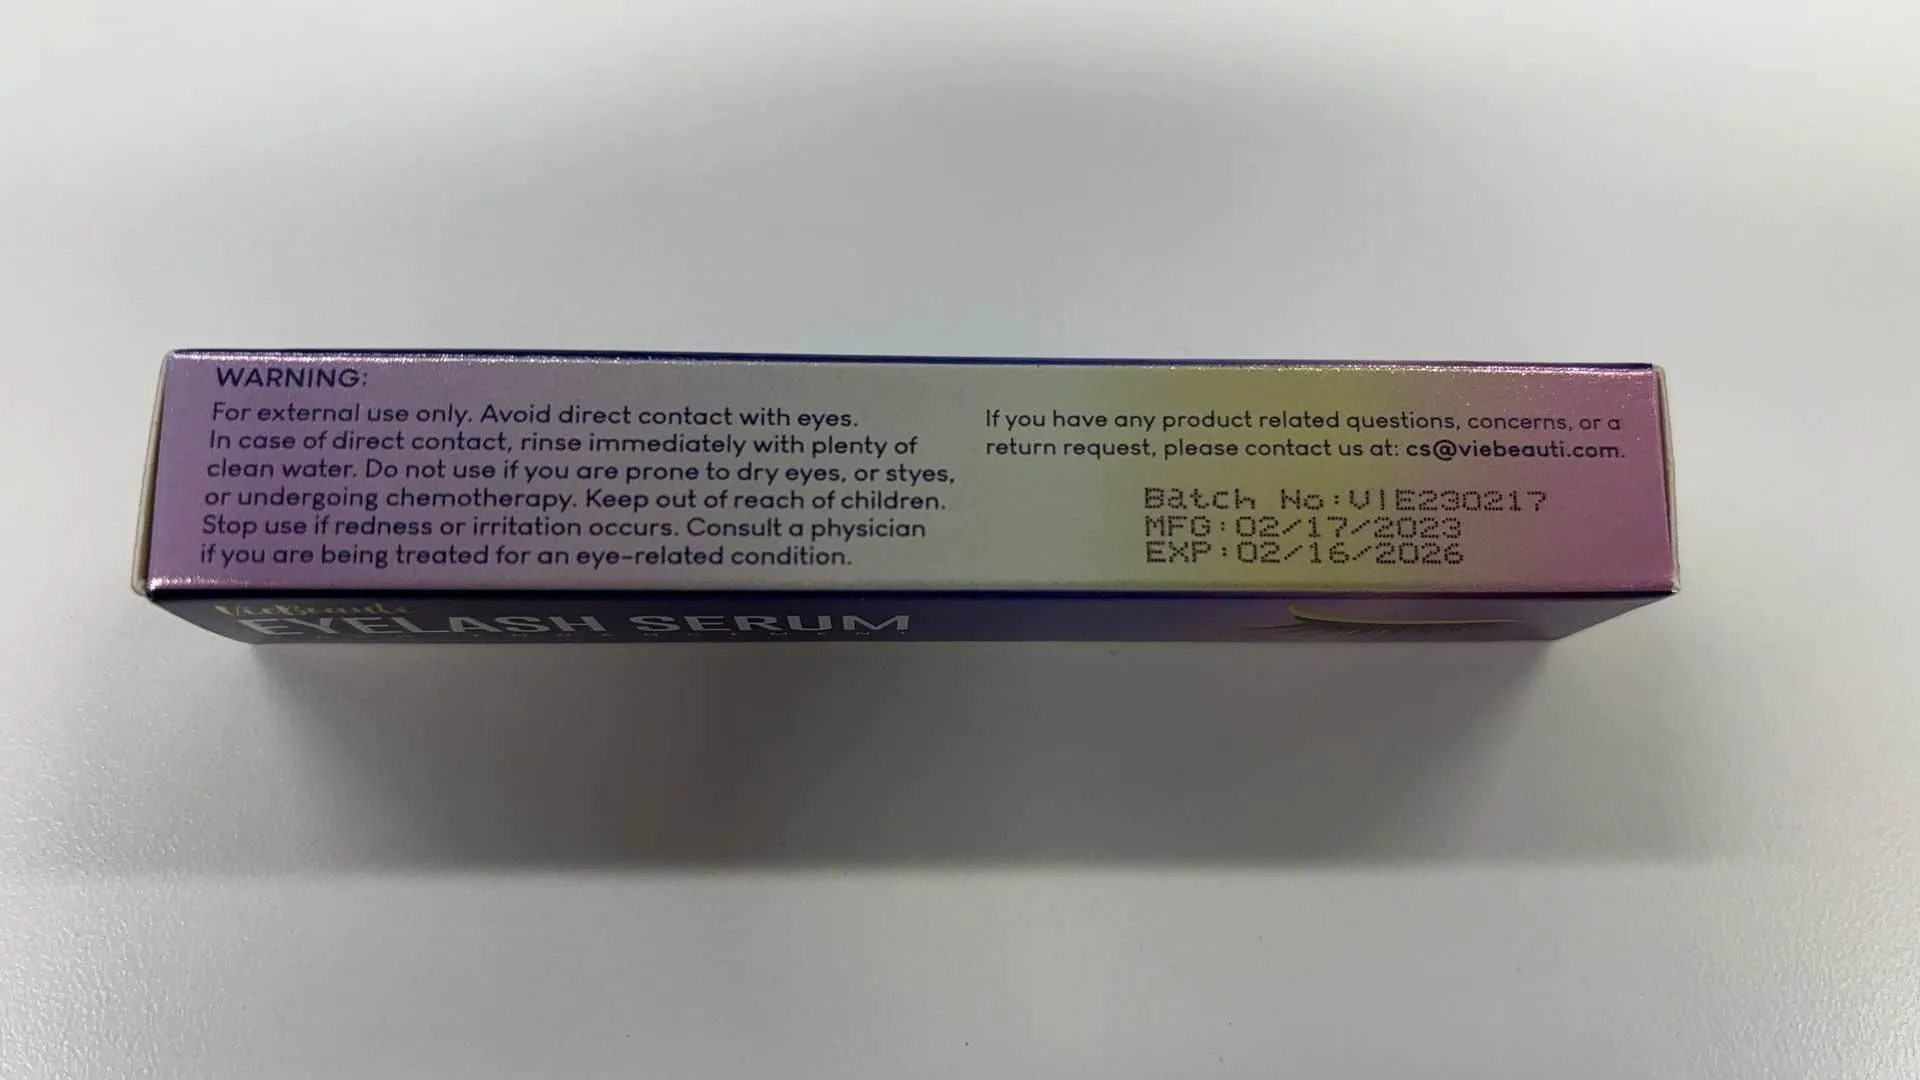 WARNING:
For external use only. Avoid direct contact with eyes.
In case of direct contact, rinse immediately with plenty of
clean water. Do not use if you are prone to dry eyes, or styes,
or undergoing chemotherapy. Keep out of reach of children.
Stop use if redness or irritation occurs. Consult a physician
if you are being treated for an eye-related condition.
If you have any product related questions, concerns, or a
return request, please contact us at: cs@viebeauti.com.
Batch No:VIE230217
MFG:02/17/2023
EXP:02/16/2026
VieBeauti
EYELASH SERUM